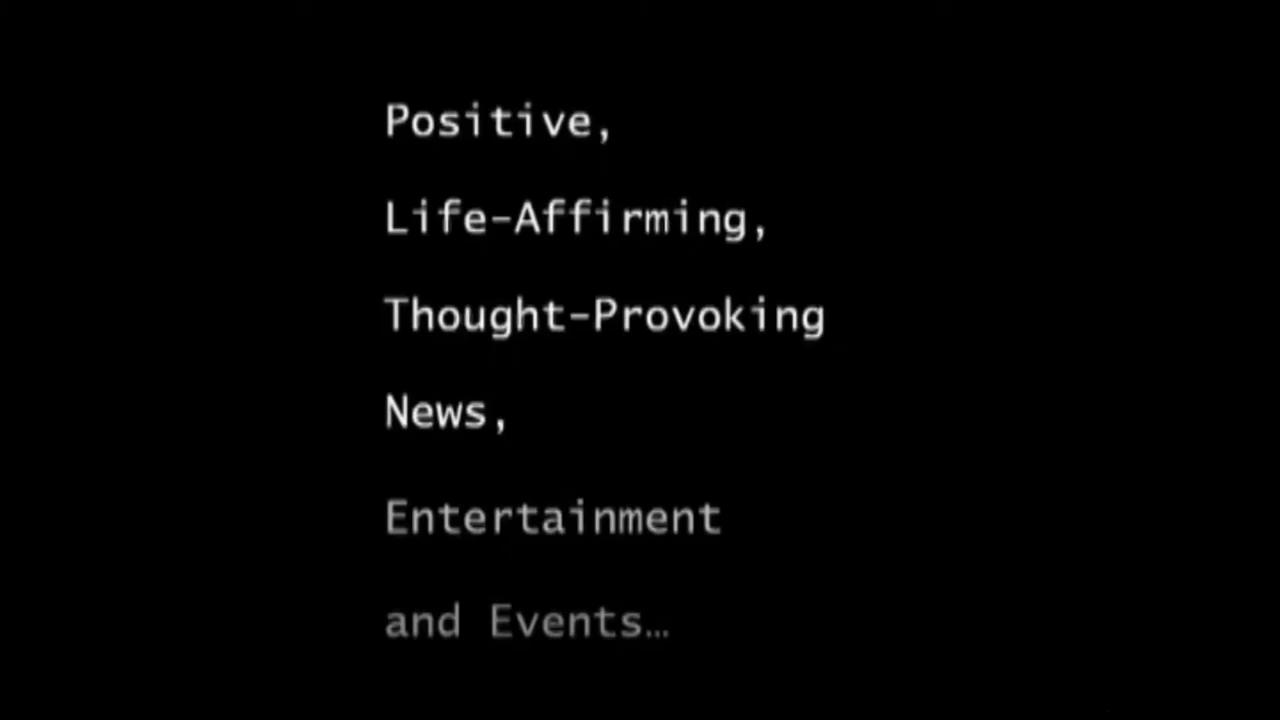 Positive,
Life-Affirming,
Thought-Provoking
News,
Entertainment
and Events…